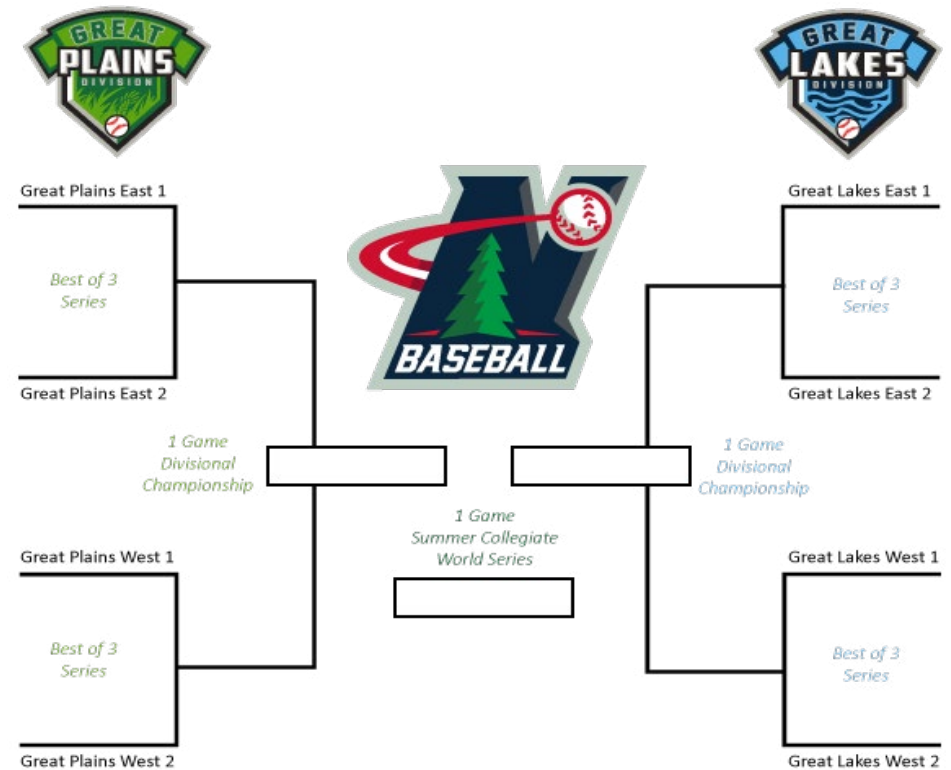 GREAT
PLAINS
DIVISION
GREAT
LAKES
DIVISION
Great Plains East 1
Great Lakes East 1
Best of 3
Series
Best of 3
Series
BASEBALL
Great Plains East 2
Great Lakes East 2
1 Game
Divisional
Championship
1 Game
Divisional
Championship
1 Game
Summer Collegiate
World Series
Great Plains West 1
Great Lakes West 1
Best of 3
Series
Best of 3
Series
Great Plains West 2
Great Lakes West 2